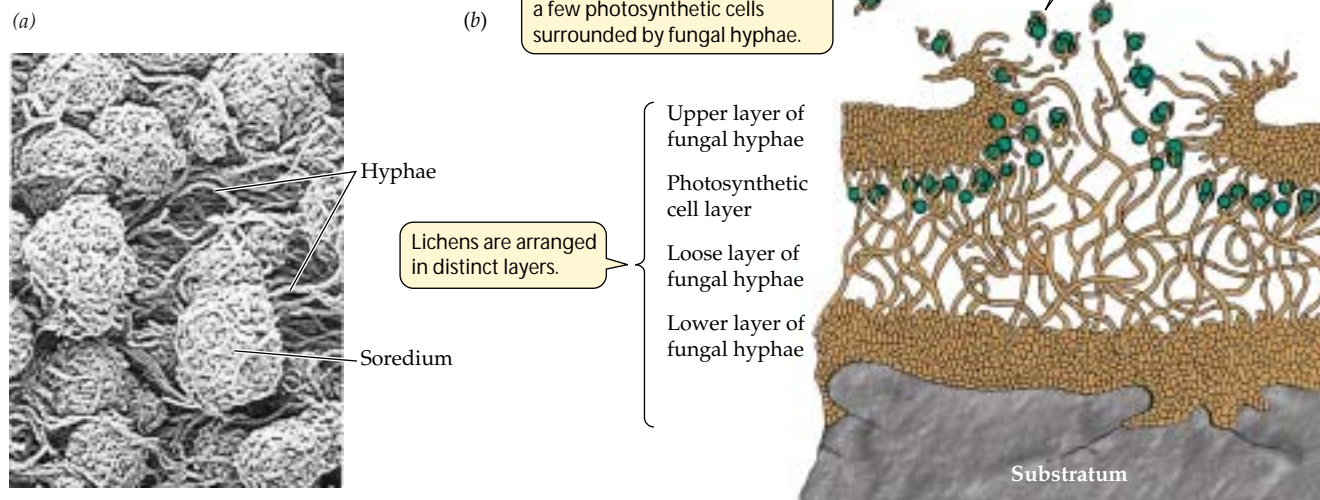 (a)
(b)
a few photosynthetic cells
surrounded by fungal hyphae.
Hyphae
Soredium
Lichens are arranged
in distinct layers.
Upper layer of
fungal hyphae
Photosynthetic
cell layer
Loose layer of
fungal hyphae
Lower layer of
fungal hyphae
Substratum